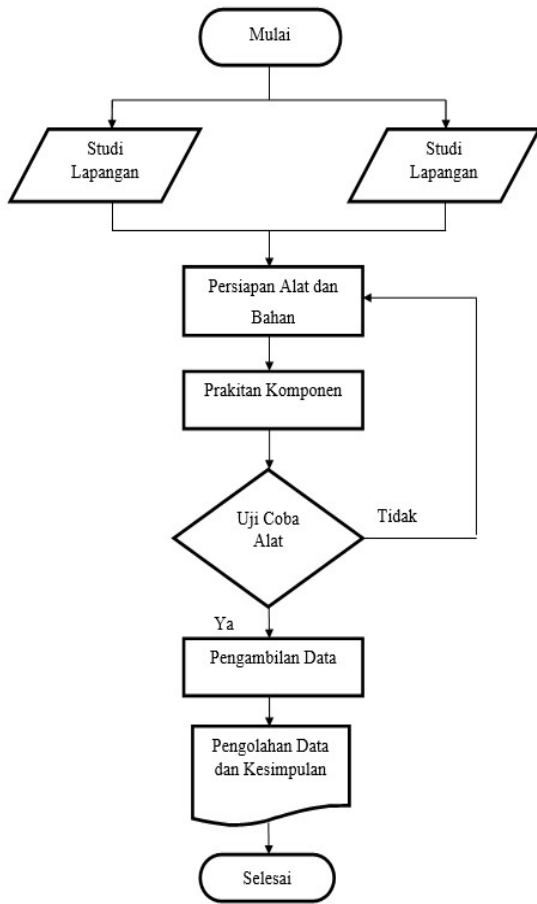 Mulai
Studi
Lapangan
Studi
Lapangan
Persiapan Alat dan
Bahan
Prakitan Komponen
Uji Coba
Alat
Tidak
Ya
Pengambilan Data
Pengolahan Data
dan Kesimpulan
Selesai